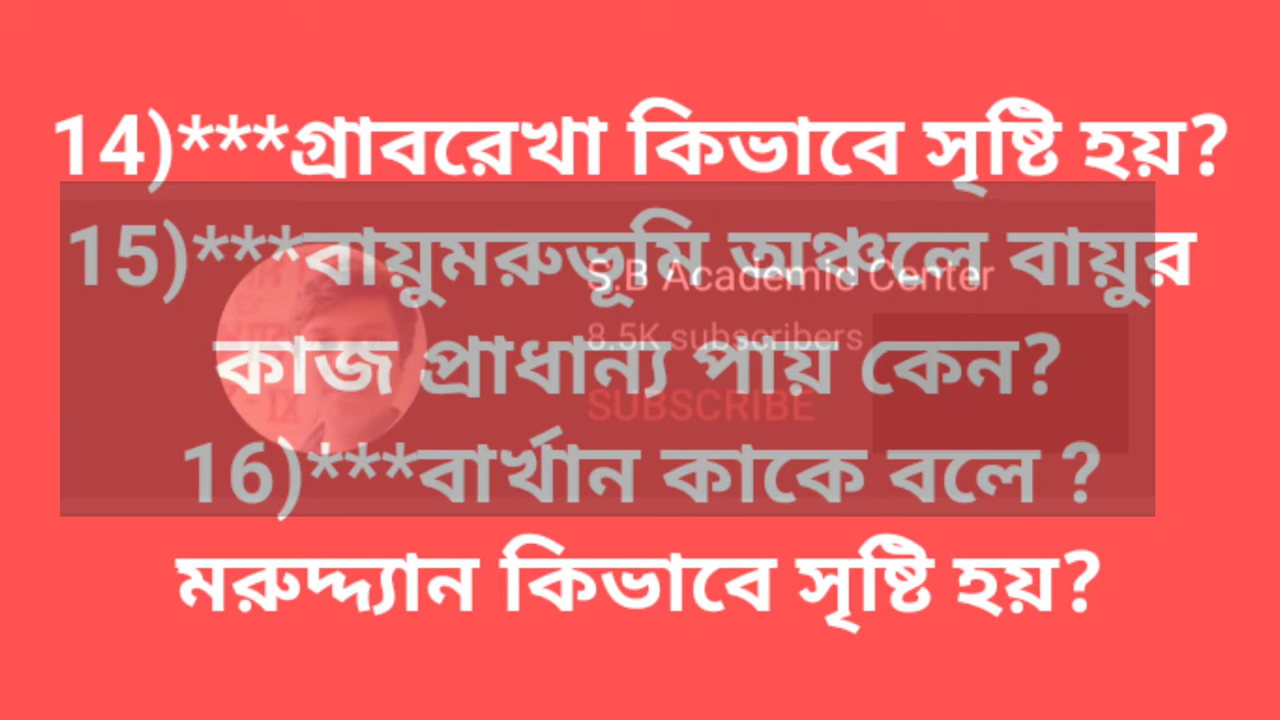 14)***গ্রাবরেখা কিভাবে সৃষ্টি হয়?
15)***বায়ুমরুভূমি অঞ্চলে বায়ুর
কাজ প্রাধান্য পায় কেন?
16)***বার্খান কাকে বলে ?
মরুদ্দ্যান কিভাবে সৃষ্টি হয়?
S.B Academic Center
8.5K subscribers
SUBSCRIBE